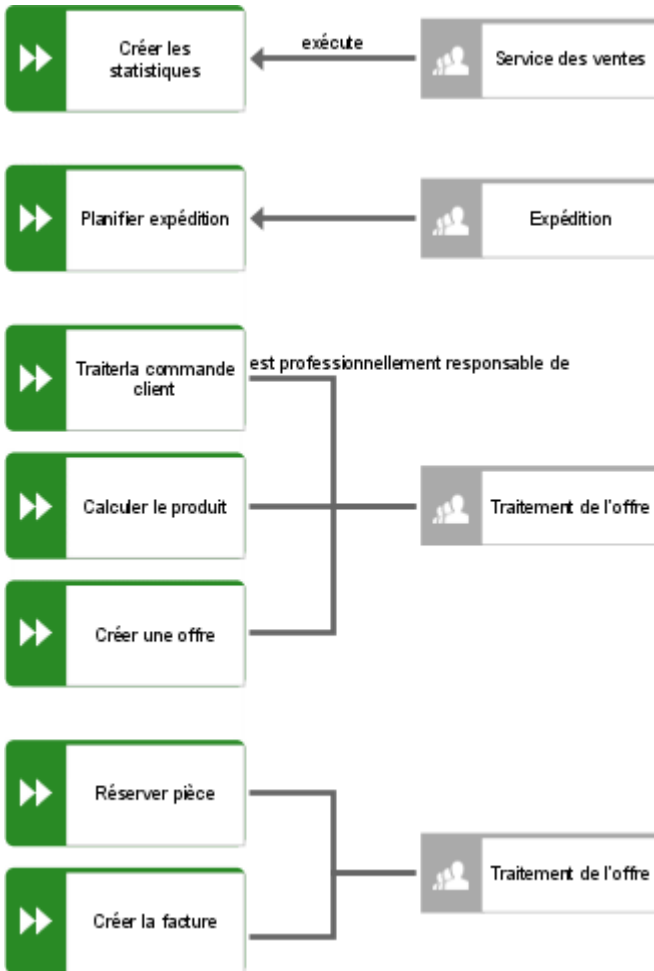 Créer les
statistiques
exécute
Service des ventes
Planifier expédition
Expédition
Traiterla commande
client
est professionnellement responsable de
Calculer le produit
Traitement de l'offre
Créer une offre
Réserver pièce
Traitement de l'offre
Créer la facture